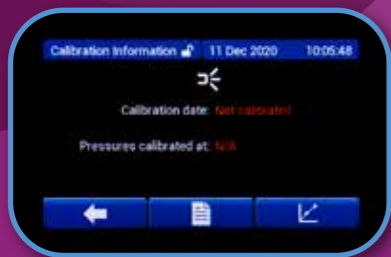 Calibration Information 11 Dec 2020 10:05:48
Calibration date: Not calibrated
Pressures calibrated at: N/A